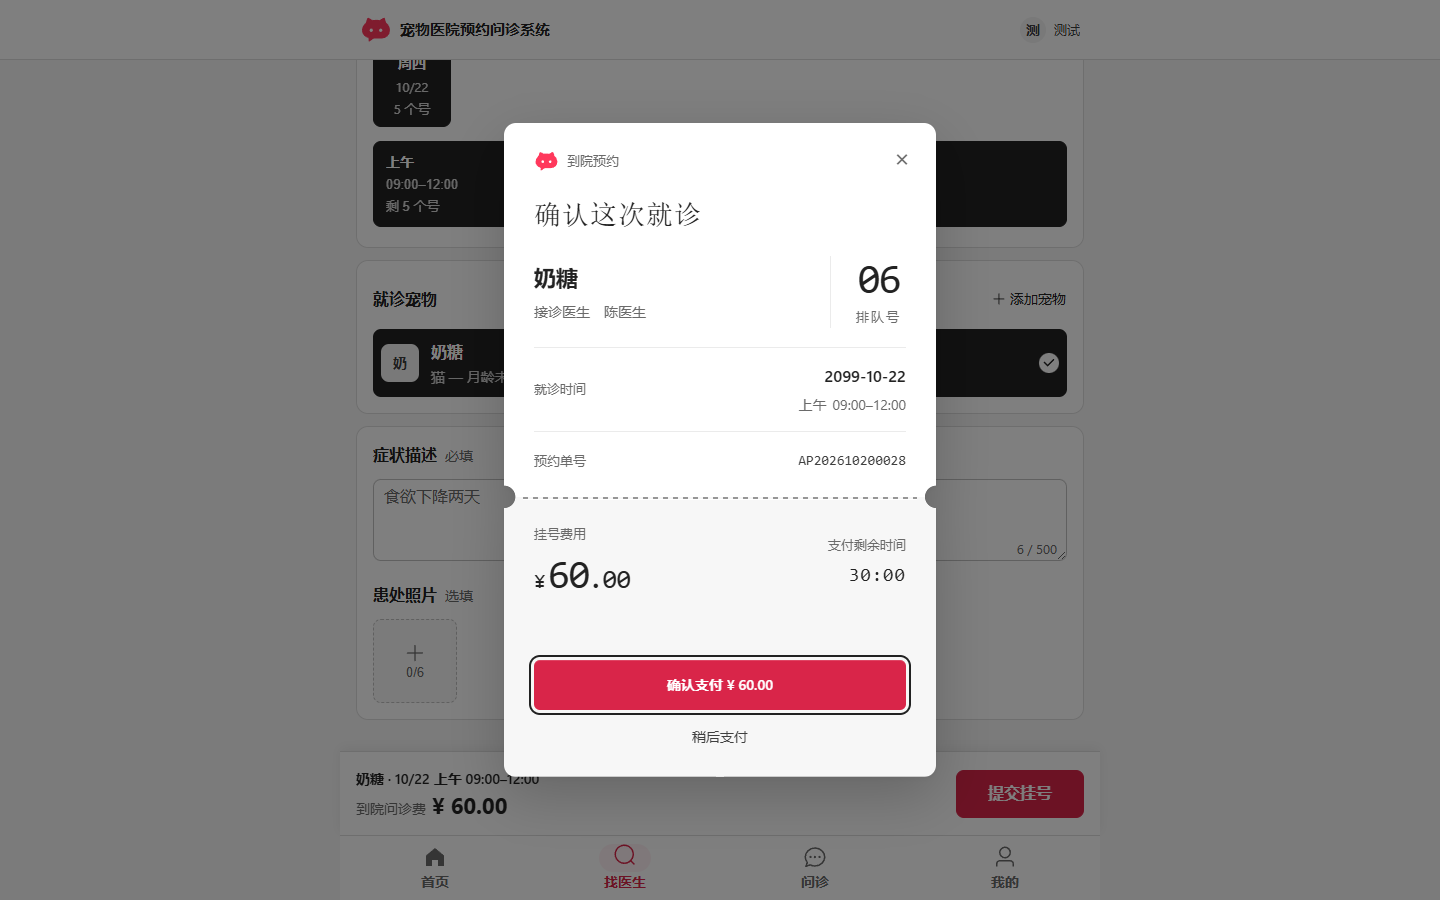 宠物医院预约问诊系统
测 测试
周四
10/22
5 个号
上午
09:00–12:00
剩 5 个号
就诊宠物
添加宠物
奶
奶糖
猫 — 月龄未
症状描述 必填
食欲下降两天
6 / 500
患处照片 选填
0/6
到院预约
确认这次就诊
奶糖
接诊医生 陈医生
06
排队号
就诊时间
2099-10-22
上午 09:00–12:00
预约单号
AP202610200028
挂号费用
¥60.00
支付剩余时间
30:00
确认支付 ¥ 60.00
稍后支付
奶糖 · 10/22 上午 09:00–12:00
到院问诊费 ¥ 60.00
提交挂号
首页
找医生
问诊
我的